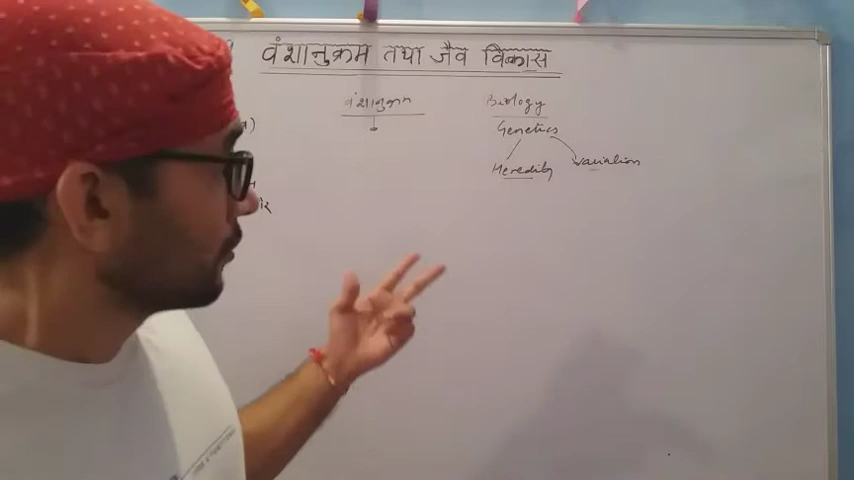 वंशानुक्रम तथा जैव विकास
वंशानुक्रम
Biology
Genetics
Heredity
variation